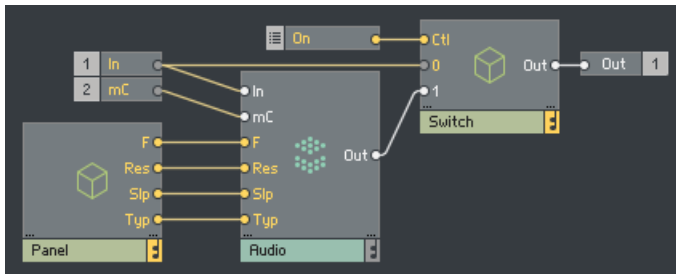 On
Ctl
0
1
Out
Out 1
Switch
1 In
2 mC
In
mC
F
Res
Slp
Typ
Out
Audio
F
Res
Slp
Typ
Panel